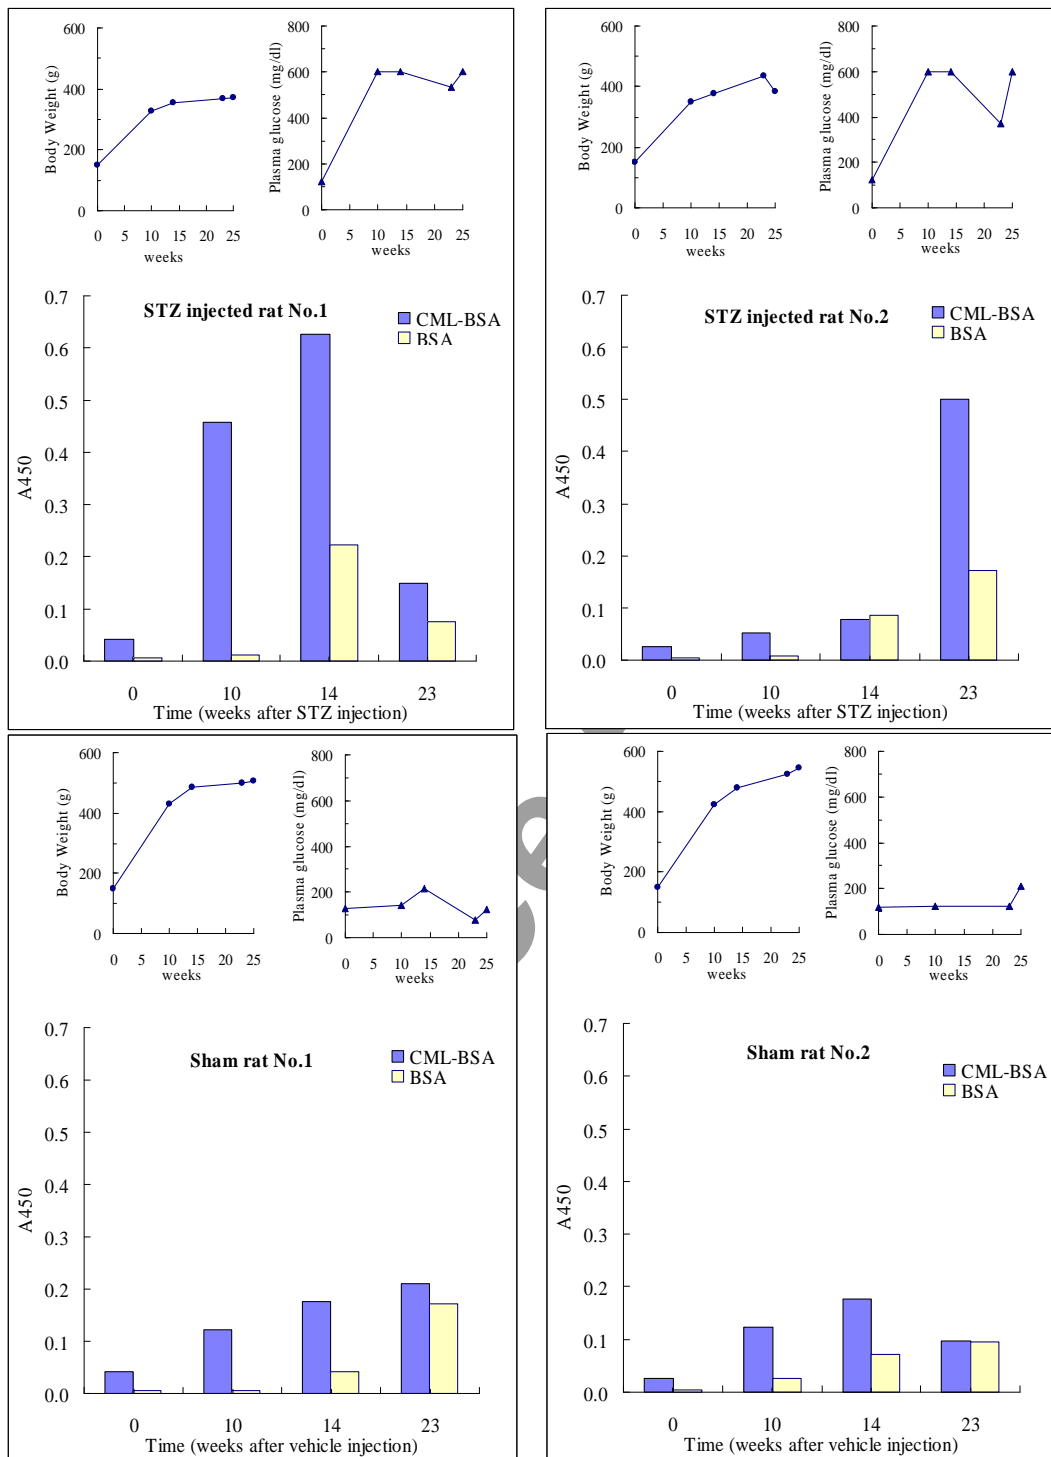 600
400
200
0
Body Weight (g)
0 5 10 15 20 25
weeks
800
600
400
200
0
Plasma glucose (mg/dl)
0 5 10 15 20 25
weeks
STZ injected rat No.1
CML-BSA
BSA
0.7
0.6
0.5
0.4
0.3
0.2
0.1
0.0
A450
0 10 14 23
Time (weeks after STZ injection)
600
400
200
0
Body Weight (g)
0 5 10 15 20 25
weeks
800
600
400
200
0
Plasma glucose (mg/dl)
0 5 10 15 20 25
weeks
STZ injected rat No.2
CML-BSA
BSA
0.7
0.6
0.5
0.4
0.3
0.2
0.1
0.0
A450
0 10 14 23
Time (weeks after STZ injection)
600
400
200
0
Body Weight (g)
0 5 10 15 20 25
weeks
800
600
400
200
0
Plasma glucose (mg/dl)
0 5 10 15 20 25
weeks
Sham rat No.1
CML-BSA
BSA
0.7
0.6
0.5
0.4
0.3
0.2
0.1
0.0
A450
0 10 14 23
Time (weeks after vehicle injection)
600
400
200
0
Body Weight (g)
0 5 10 15 20 25
weeks
800
600
400
200
0
Plasma glucose (mg/dl)
0 5 10 15 20 25
weeks
Sham rat No.2
CML-BSA
BSA
0.7
0.6
0.5
0.4
0.3
0.2
0.1
0.0
A450
0 10 14 23
Time (weeks after vehicle injection)